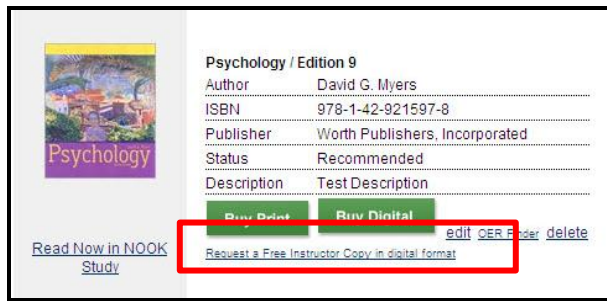 Psychology
Read Now in NOOK
Study
Psychology / Edition 9
Author David G. Myers
ISBN 978-1-42-921597-8
Publisher Worth Publishers, Incorporated
Status Recommended
Description Test Description
Buy Print Buy Digital
edit OER Finder delete
Request a Free Instructor Copy in digital format